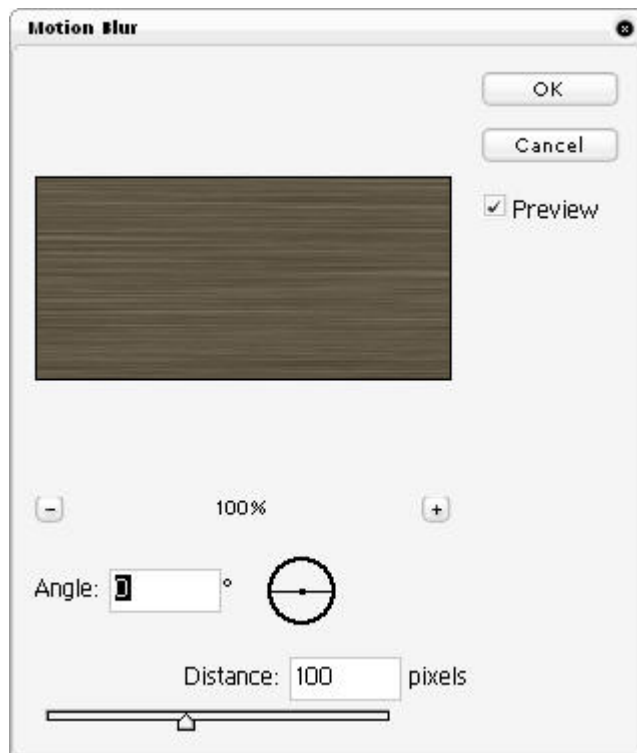 Motion Blur
OK
Cancel
Preview
100%
Angle: 0 °
Distance: 100 pixels